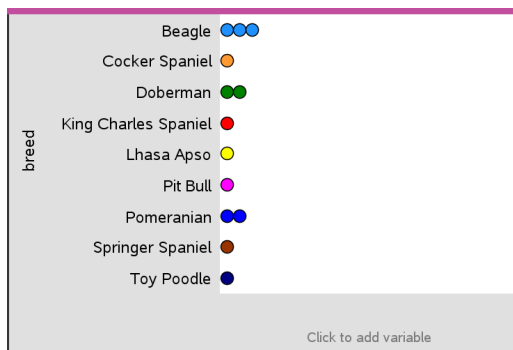 Beagle
Cocker Spaniel
Doberman
King Charles Spaniel
Lhasa Apso
Pit Bull
Pomeranian
Springer Spaniel
Toy Poodle
breed
Click to add variable